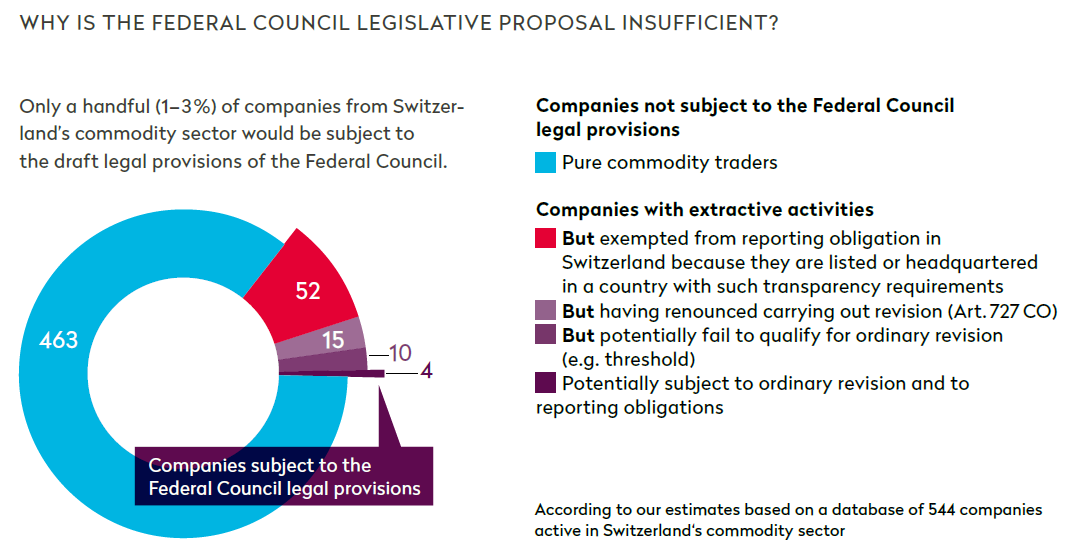 WHY IS THE FEDERAL COUNCIL LEGISLATIVE PROPOSAL INSUFFICIENT?
Only a handful (1–3%) of companies from Switzer-
land's commodity sector would be subject to
the draft legal provisions of the Federal Council.
463
52
15
10
4
Companies subject to the
Federal Council legal provisions
Companies not subject to the Federal Council
legal provisions
Pure commodity traders
Companies with extractive activities
But exempted from reporting obligation in
Switzerland because they are listed or headquartered
in a country with such transparency requirements
But having renounced carrying out revision (Art. 727 CO)
But potentially fail to qualify for ordinary revision
(e.g. threshold)
Potentially subject to ordinary revision and to
reporting obligations
According to our estimates based on a database of 544 companies
active in Switzerland's commodity sector